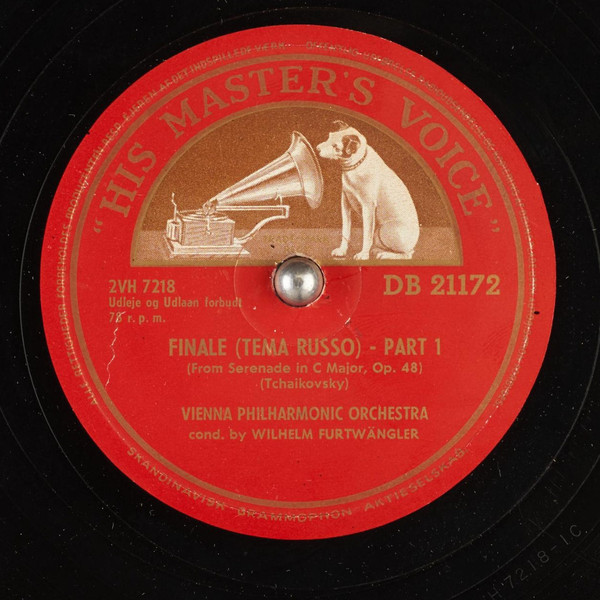 "HIS MASTER'S VOICE"
2VH 7218
Udleje og Udlaan forbudt
78 r. p. m.
DB 21172
FINALE (TEMA RUSSO) - PART 1
(From Serenade in C Major, Op. 48)
(Tchaikovsky)
VIENNA PHILHARMONIC ORCHESTRA
cond. by WILHELM FURTWÄNGLER
SKANDINAVISK GRAMMOPHON AKTIESELSKAB
H 7218-1C